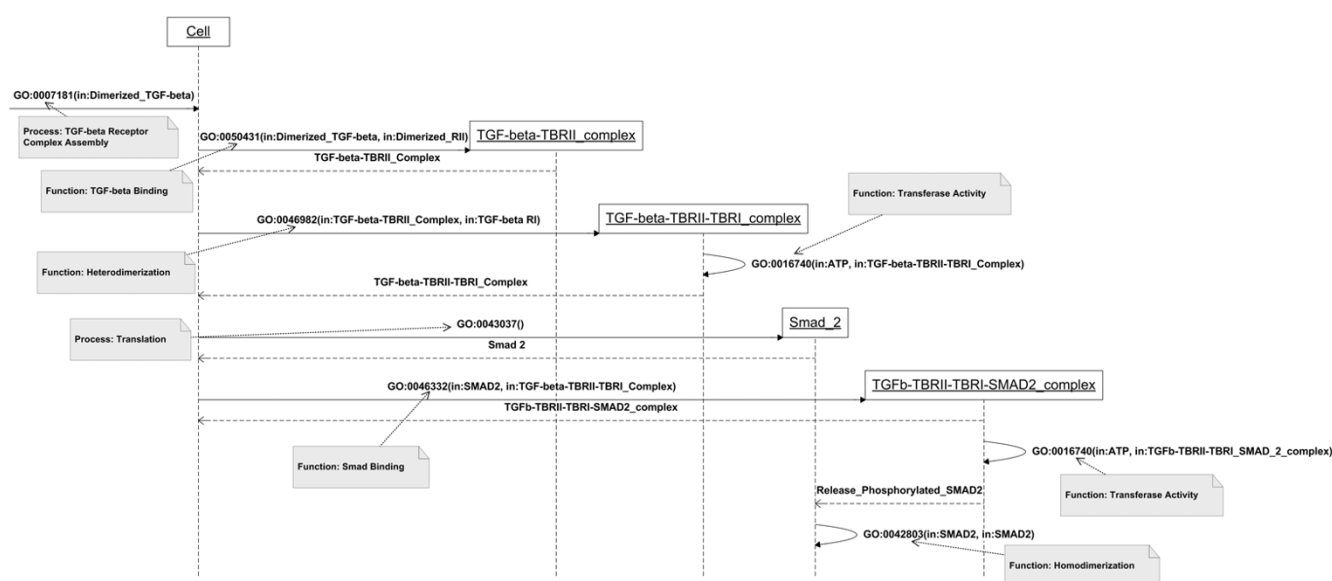 Cell
GO:0007181(in:Dimerized_TGF-beta)
Process: TGF-beta Receptor
Complex Assembly
GO:0050431(in:Dimerized_TGF-beta, in:Dimerized_RII)
TGF-beta-TBRII_complex
TGF-beta-TBRII_Complex
Function: TGF-beta Binding
Function: Transferase Activity
GO:0046982(in:TGF-beta-TBRII_Complex, in:TGF-beta RI)
TGF-beta-TBRII-TBRI_complex
Function: Heterodimerization
GO:0016740(in:ATP, in:TGF-beta-TBRII-TBRI_Complex)
TGF-beta-TBRII-TBRI_Complex
Process: Translation
GO:0043037()
Smad_2
Smad 2
GO:0046332(in:SMAD2, in:TGF-beta-TBRII-TBRI_Complex)
TGFb-TBRII-TBRI-SMAD2_complex
TGFb-TBRII-TBRI-SMAD2_complex
Function: Smad Binding
GO:0016740(in:ATP, in:TGFb-TBRII-TBRI_SMAD_2_complex)
Release_Phosphorylated_SMAD2
Function: Transferase Activity
GO:0042803(in:SMAD2, in:SMAD2)
Function: Homodimerization